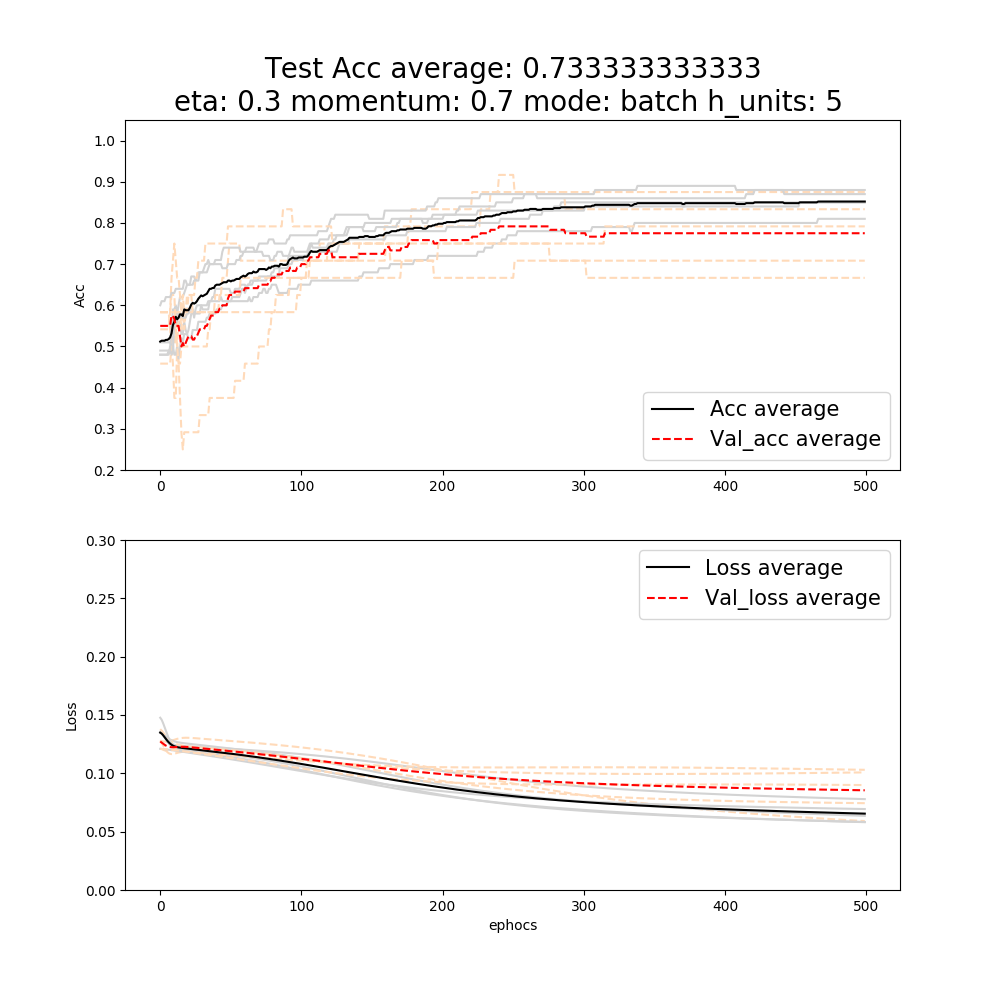 Test Acc average: 0.733333333333
eta: 0.3 momentum: 0.7 mode: batch h_units: 5
1.0
0.9
0.8
0.7
0.6
0.5
0.4
0.3
0.2
Acc
Acc average
Val_acc average
0 100 200 300 400 500
0.30
0.25
0.20
0.15
0.10
0.05
0.00
Loss
Loss average
Val_loss average
0 100 200 300 400 500
ephocs